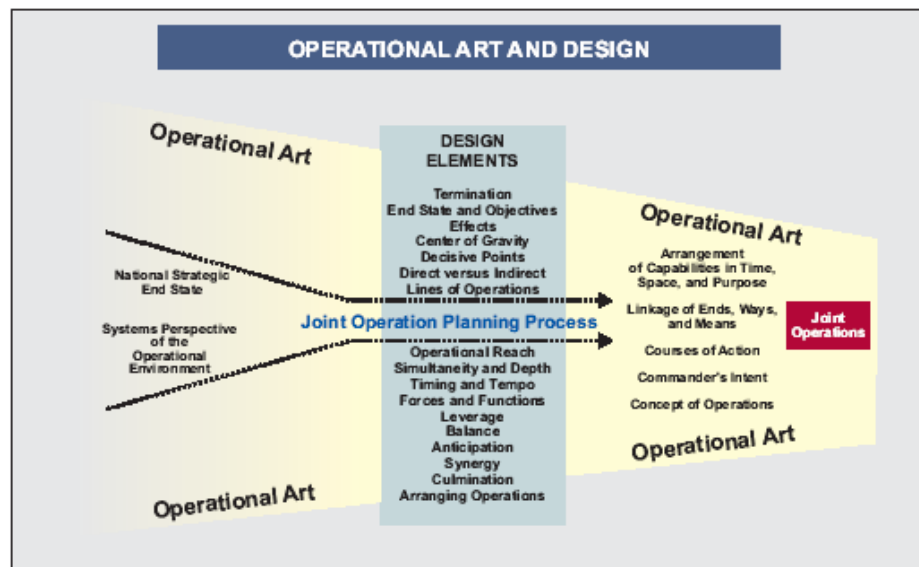 OPERATIONAL ART AND DESIGN
Operational Art
National Strategic
End State
Systems Perspective
of the
Operational
Environment
Operational Art
DESIGN
ELEMENTS
Termination
End State and Objectives
Effects
Center of Gravity
Decisive Points
Direct versus Indirect
Lines of Operations
Joint Operation Planning Process
Operational Reach
Simultaneity and Depth
Timing and Tempo
Forces and Functions
Leverage
Balance
Anticipation
Synergy
Culmination
Arranging Operations
Operational Art
Arrangement
of Capabilities in Time,
Space, and Purpose
Linkage of Ends, Ways,
and Means
Courses of Action
Commander's Intent
Concept of Operations
Operational Art
Joint
Operations